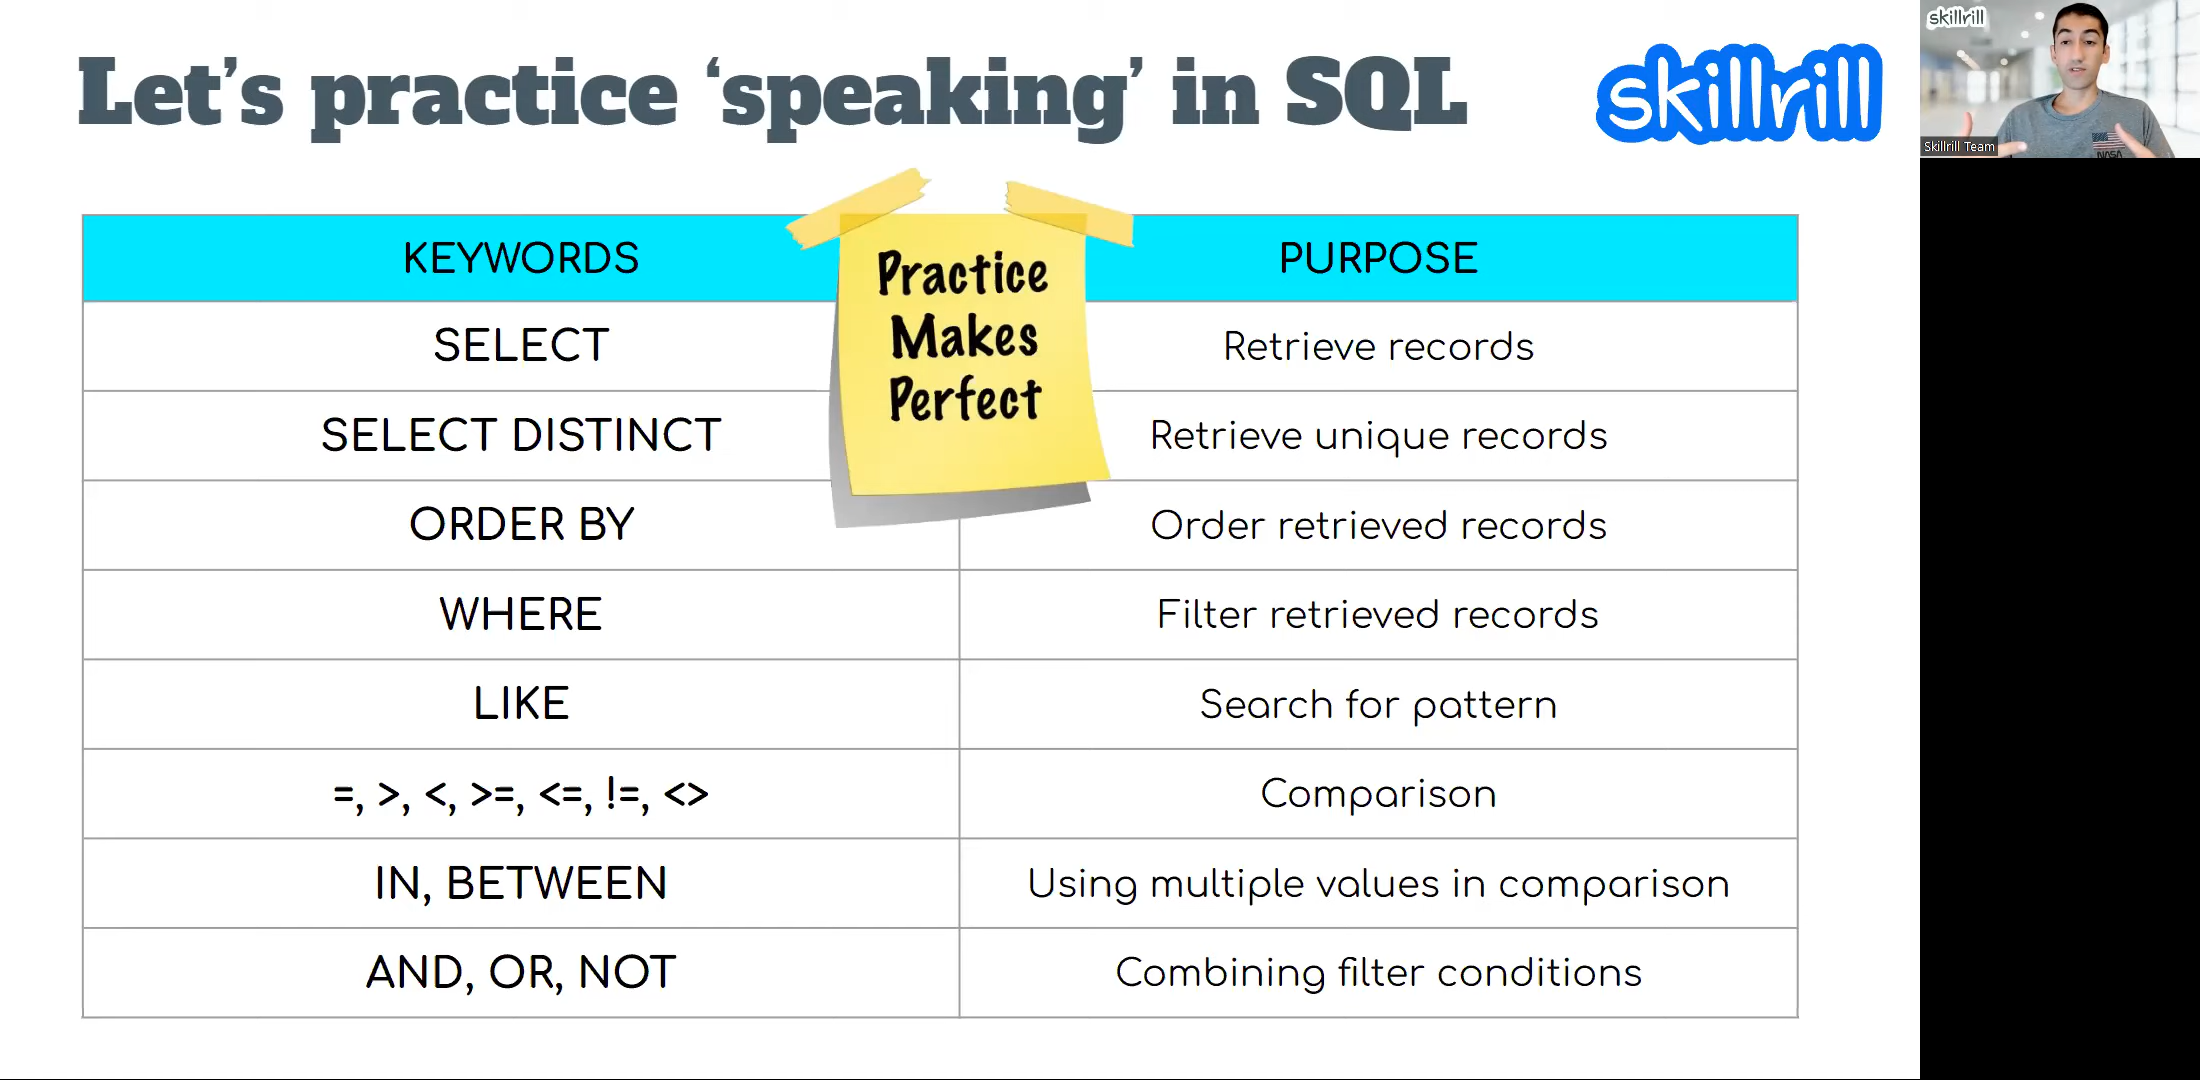 Let's practice ‘speaking’ in SQL
skillrill
skillrill
Skillrill Team
NASA
Practice
Makes
Perfect
KEYWORDS PURPOSE
SELECT Retrieve records
SELECT DISTINCT Retrieve unique records
ORDER BY Order retrieved records
WHERE Filter retrieved records
LIKE Search for pattern
=, >, <, >=, <=, !=, <> Comparison
IN, BETWEEN Using multiple values in comparison
AND, OR, NOT Combining filter conditions